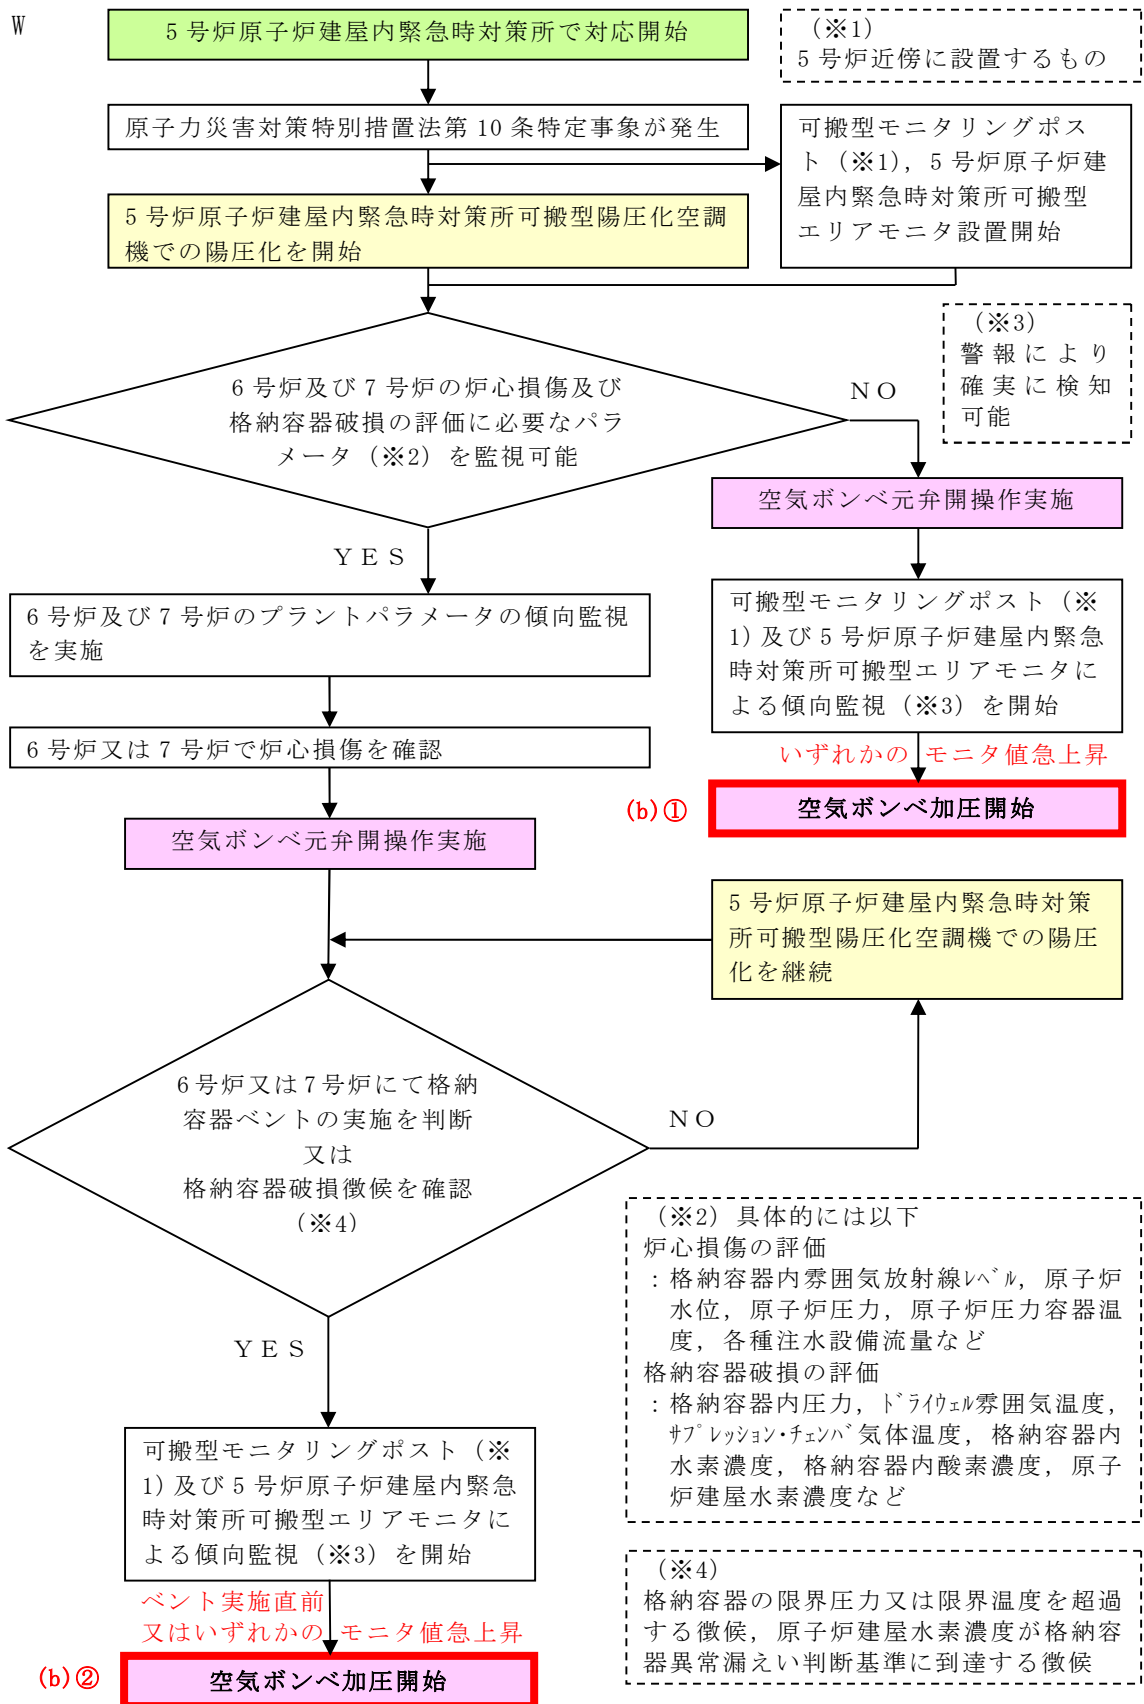 W
5号炉原子炉建屋内緊急時対策所で対応開始
(※1)
5号炉近傍に設置するもの
原子力災害対策特別措置法第10条特定事象が発生
可搬型モニタリングポス
ト(※1),5号炉原子炉建
屋内緊急時対策所可搬型
エリアモニタ設置開始
5号炉原子炉建屋内緊急時対策所可搬型陽圧化空調
機での陽圧化を開始
(※3)
警報により
確実に検知
可能
6号炉及び7号炉の炉心損傷及び
格納容器破損の評価に必要なパラ
メータ(※2)を監視可能
NO
空気ボンベ元弁開操作実施
YES
可搬型モニタリングポスト(※
1)及び5号炉原子炉建屋内緊急
時対策所可搬型エリアモニタに
よる傾向監視(※3)を開始
6号炉及び7号炉のプラントパラメータの傾向監視
を実施
6号炉又は7号炉で炉心損傷を確認
いずれかの モニタ値急上昇
(b)① 空気ボンベ加圧開始
空気ボンベ元弁開操作実施
5号炉原子炉建屋内緊急時対策
所可搬型陽圧化空調機での陽圧
化を継続
6号炉又は7号炉にて格納
容器ベントの実施を判断
又は
格納容器破損徴候を確認
(※4)
NO
YES
(※2)具体的には以下
炉心損傷の評価
:格納容器内雰囲気放射線ﾚﾍﾞﾙ,原子炉
水位,原子炉圧力,原子炉圧力容器温
度,各種注水設備流量など
格納容器破損の評価
:格納容器内圧力,ﾄﾞﾗｲｳｪﾙ雰囲気温度,
ｻﾌﾟﾚｯｼｮﾝ・ﾁｪﾝﾊﾞ気体温度,格納容器内
水素濃度,格納容器内酸素濃度,原子
炉建屋水素濃度など
可搬型モニタリングポスト(※
1)及び5号炉原子炉建屋内緊急
時対策所可搬型エリアモニタに
よる傾向監視(※3)を開始
(※4)
格納容器の限界圧力又は限界温度を超過
する徴候,原子炉建屋水素濃度が格納容
器異常漏えい判断基準に到達する徴候
ベント実施直前
又はいずれかの モニタ値急上昇
(b)② 空気ボンベ加圧開始